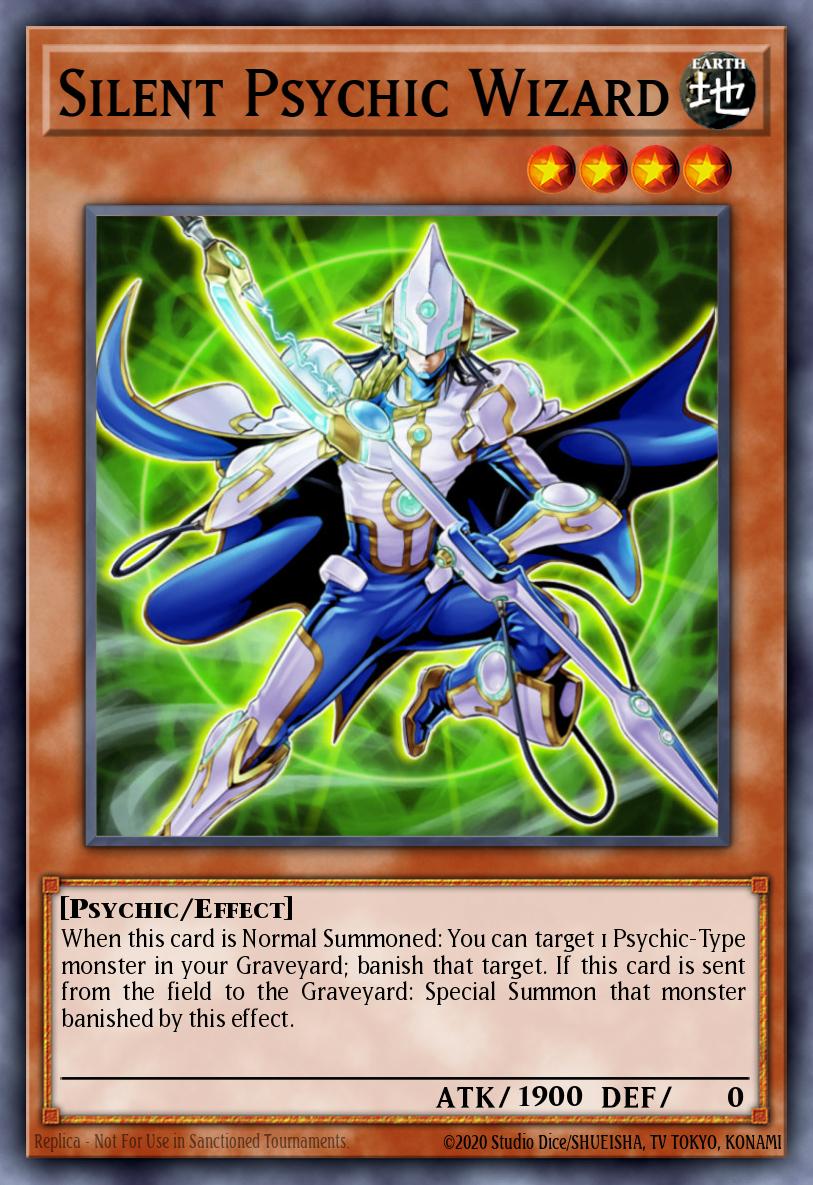 Silent Psychic Wizard
EARTH
地
[Psychic/Effect]
When this card is Normal Summoned: You can target 1 Psychic-Type
monster in your Graveyard; banish that target. If this card is sent
from the field to the Graveyard: Special Summon that monster
banished by this effect.
ATK/ 1900 DEF/ 0
Replica - Not For Use in Sanctioned Tournaments.
©2020 Studio Dice/SHUEISHA, TV TOKYO, KONAMI